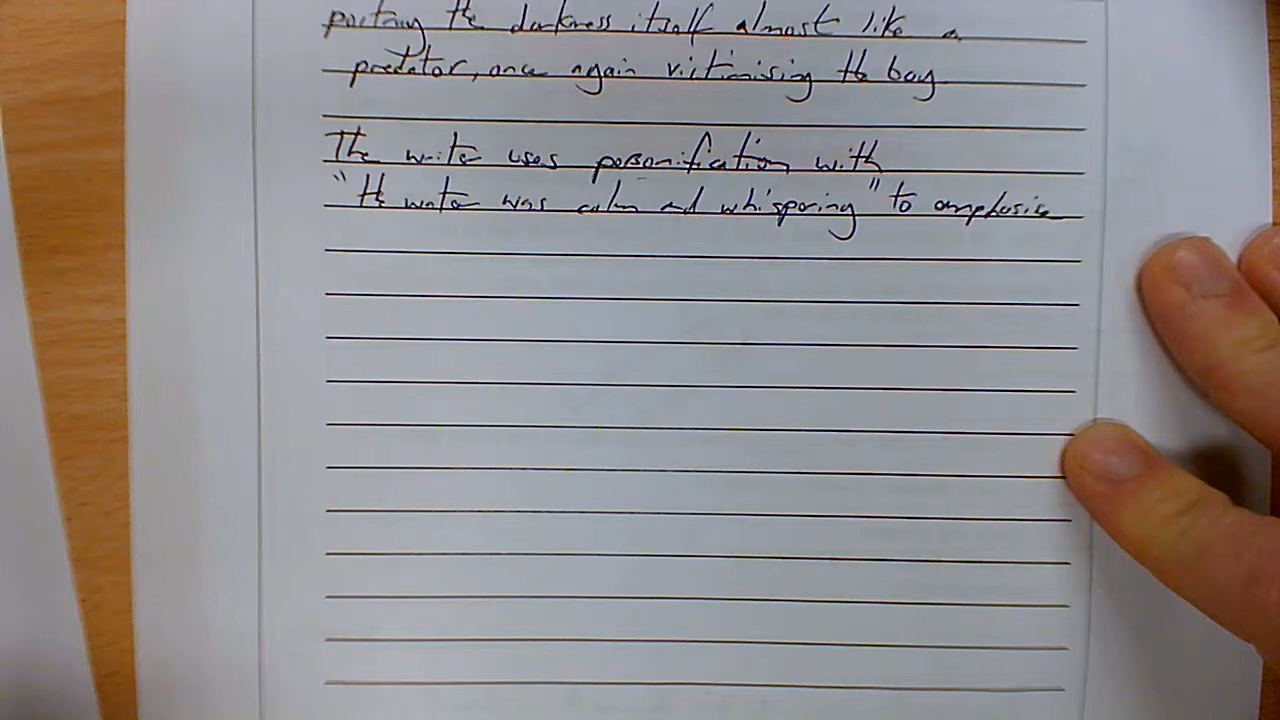 portray the darkness itself almost like a
predator, once again victimising the boy
The writer uses personification with
"the water was calm and whispering" to emphasise